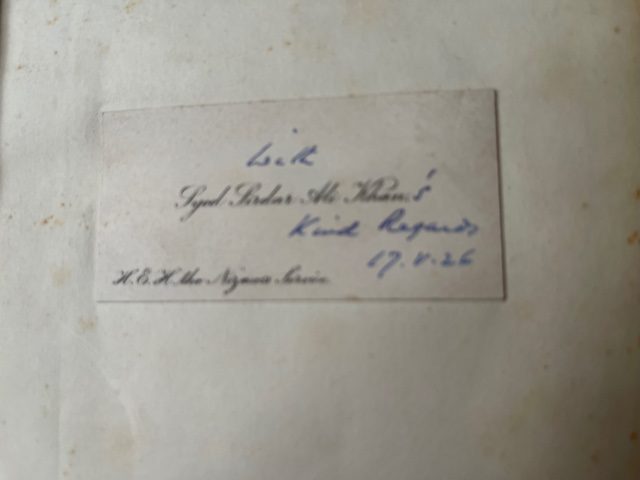 with
Syed Sirdar Ali Khan's
Kind Regards
17.V.26
H.E.H. the Nizam's Service